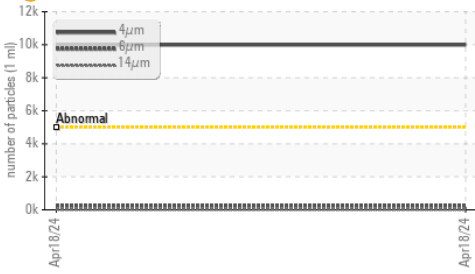 12k
10k
8k
6k
4k
2k
0k
number of particles (1 ml)
4µm
6µm
14µm
Abnormal
Apr18/24
Apr18/24